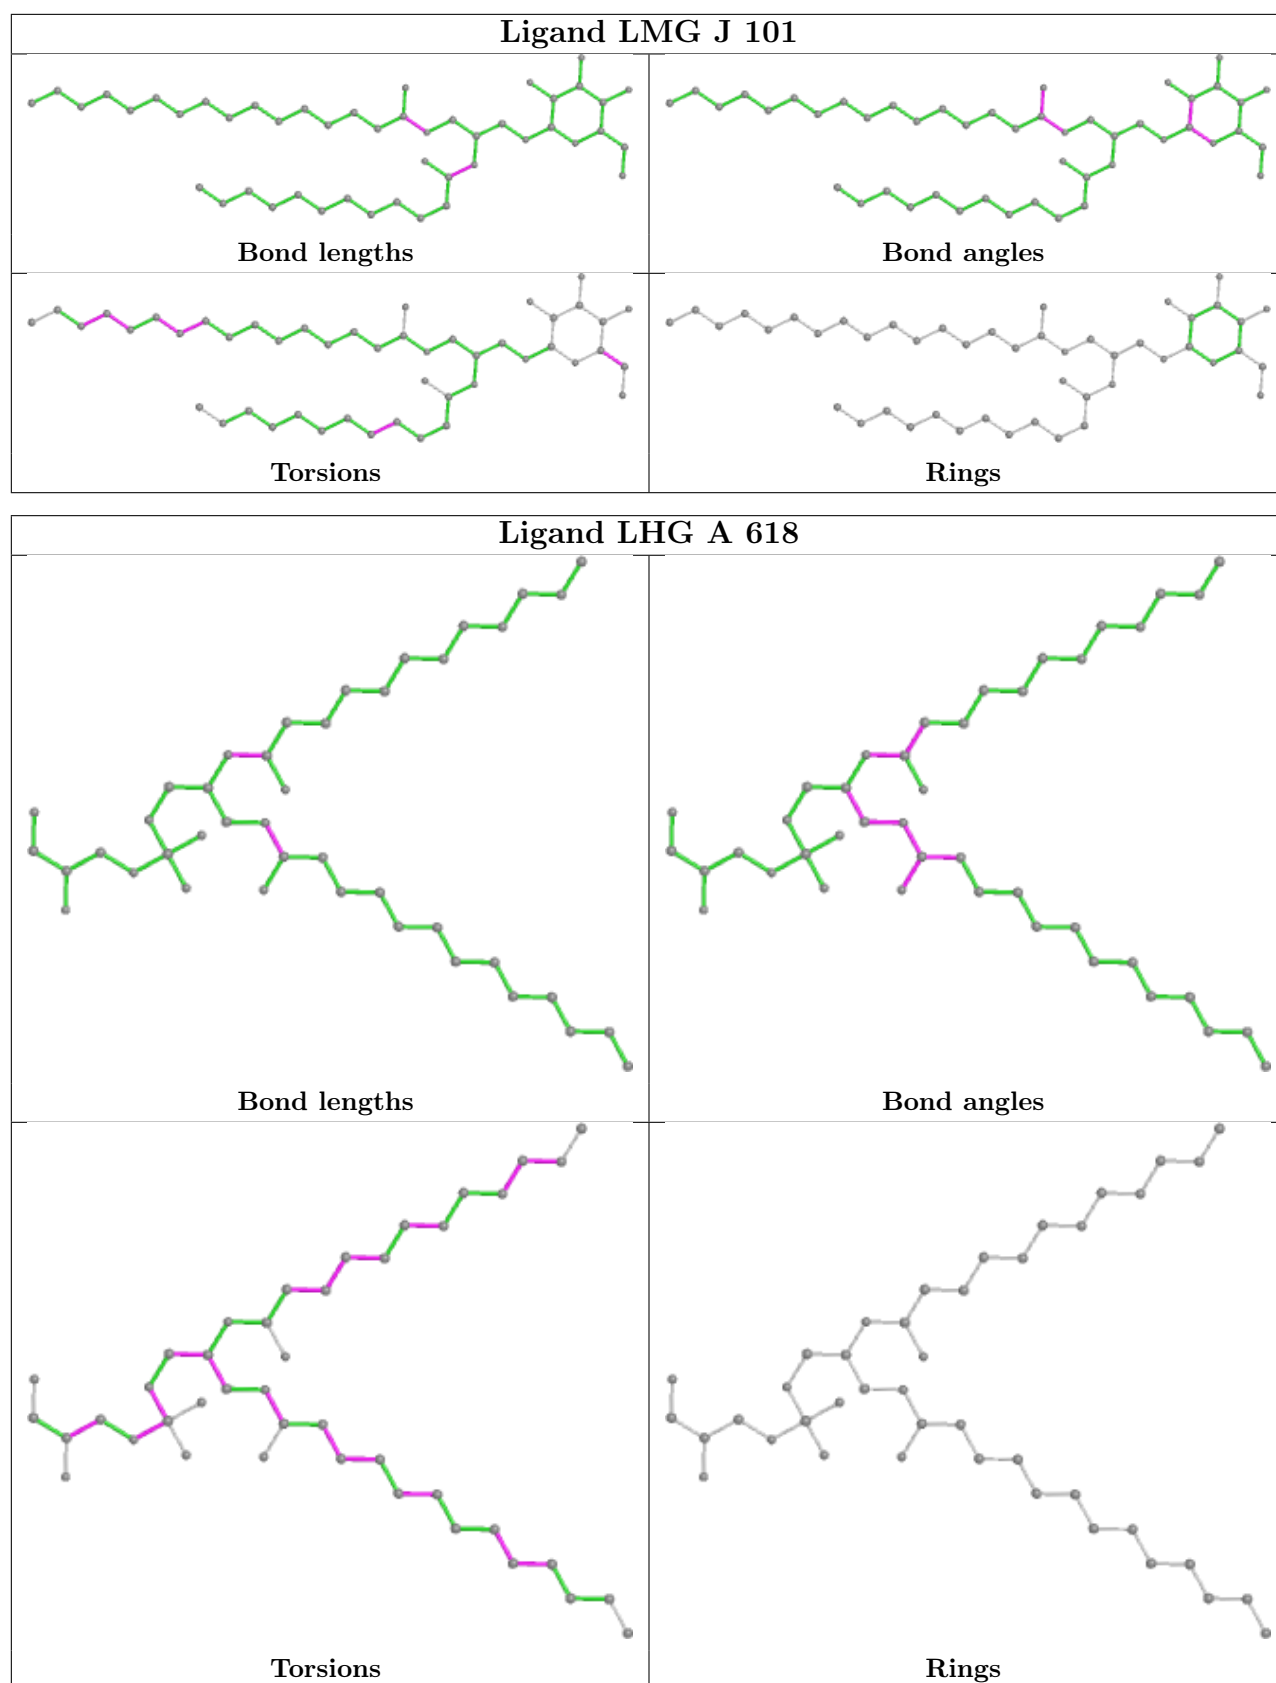 Ligand LMG J 101
Bond lengths
Bond angles
Torsions
Rings
Ligand LHG A 618
Bond lengths
Bond angles
Torsions
Rings